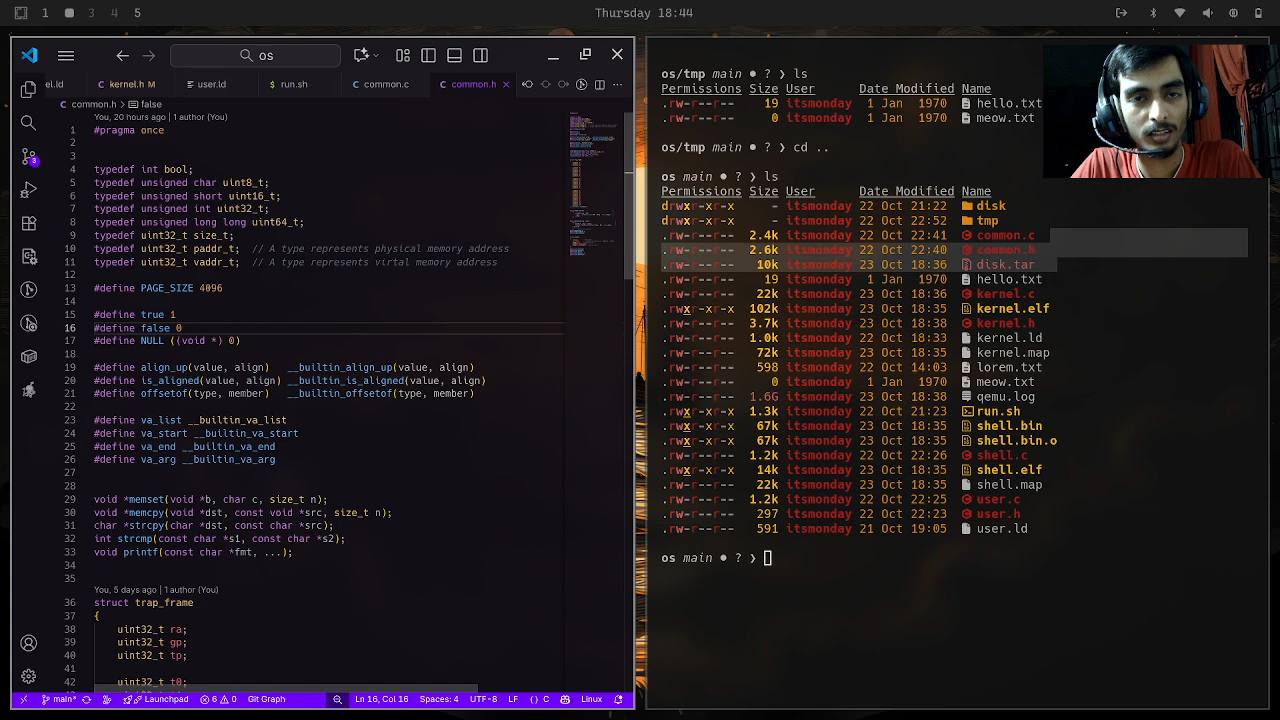 1 3 4 5 Thursday 18:44
os
el.ld kernel.h M user.ld run.sh common.c common.h
common.h > false
You, 20 hours ago | 1 author (You)
1 #pragma once
2
3
4 typedef int bool;
5 typedef unsigned char uint8_t;
6 typedef unsigned short uint16_t;
7 typedef unsigned int uint32_t;
8 typedef unsigned long long uint64_t;
9 typedef uint32_t size_t;
10 typedef uint32_t paddr_t; // A type represents physical memory address
11 typedef uint32_t vaddr_t; // A type represents virtal memory address
12
13 #define PAGE_SIZE 4096
14
15 #define true 1
16 #define false 0
17 #define NULL ((void *) 0)
18
19 #define align_up(value, align) __builtin_align_up(value, align)
20 #define is_aligned(value, align) __builtin_is_aligned(value, align)
21 #define offsetof(type, member) __builtin_offsetof(type, member)
22
23 #define va_list __builtin_va_list
24 #define va_start __builtin_va_start
25 #define va_end __builtin_va_end
26 #define va_arg __builtin_va_arg
27
28
29 void *memset(void *b, char c, size_t n);
30 void *memcpy(void *dst, const void *src, size_t n);
31 char *strcpy(char *dst, const char *src);
32 int strcmp(const char *s1, const char *s2);
33 void printf(const char *fmt, ...);
34
35
You, 5 days ago | 1 author (You)
36 struct trap_frame
37 {
38 uint32_t ra;
39 uint32_t gp;
40 uint32_t tp;
41
42 uint32_t t0;
3
main* Launchpad 6 0 Git Graph Ln 16, Col 16 Spaces: 4 UTF-8 LF {} C Linux
os/tmp main ● ? ❯ ls
Permissions Size User Date Modified Name
.rw-r--r-- 19 itsmonday 1 Jan 1970 hello.txt
.rw-r--r-- 0 itsmonday 1 Jan 1970 meow.txt
os/tmp main ● ? ❯ cd ..
os main ● ? ❯ ls
Permissions Size User Date Modified Name
drwxr-xr-x - itsmonday 22 Oct 21:22 disk
drwxr-xr-x - itsmonday 22 Oct 22:52 tmp
.rw-r--r-- 2.4k itsmonday 22 Oct 22:41 common.c
.rw-r--r-- 2.6k itsmonday 22 Oct 22:40 common.h
.rw-r--r-- 10k itsmonday 23 Oct 18:36 disk.tar
.rw-r--r-- 19 itsmonday 1 Jan 1970 hello.txt
.rw-r--r-- 22k itsmonday 23 Oct 18:36 kernel.c
.rwxr-xr-x 102k itsmonday 23 Oct 18:35 kernel.elf
.rw-r--r-- 3.7k itsmonday 23 Oct 18:38 kernel.h
.rw-r--r-- 1.0k itsmonday 23 Oct 18:33 kernel.ld
.rw-r--r-- 72k itsmonday 23 Oct 18:35 kernel.map
.rw-r--r-- 598 itsmonday 22 Oct 14:03 lorem.txt
.rw-r--r-- 0 itsmonday 1 Jan 1970 meow.txt
.rw-r--r-- 1.6G itsmonday 23 Oct 18:38 qemu.log
.rwxr-xr-x 1.3k itsmonday 22 Oct 21:23 run.sh
.rwxr-xr-x 67k itsmonday 23 Oct 18:35 shell.bin
.rw-r--r-- 67k itsmonday 23 Oct 18:35 shell.bin.o
.rw-r--r-- 1.2k itsmonday 22 Oct 22:26 shell.c
.rwxr-xr-x 14k itsmonday 23 Oct 18:35 shell.elf
.rw-r--r-- 22k itsmonday 23 Oct 18:35 shell.map
.rw-r--r-- 1.2k itsmonday 22 Oct 22:25 user.c
.rw-r--r-- 297 itsmonday 22 Oct 22:23 user.h
.rw-r--r-- 591 itsmonday 21 Oct 19:05 user.ld
os main ● ? ❯